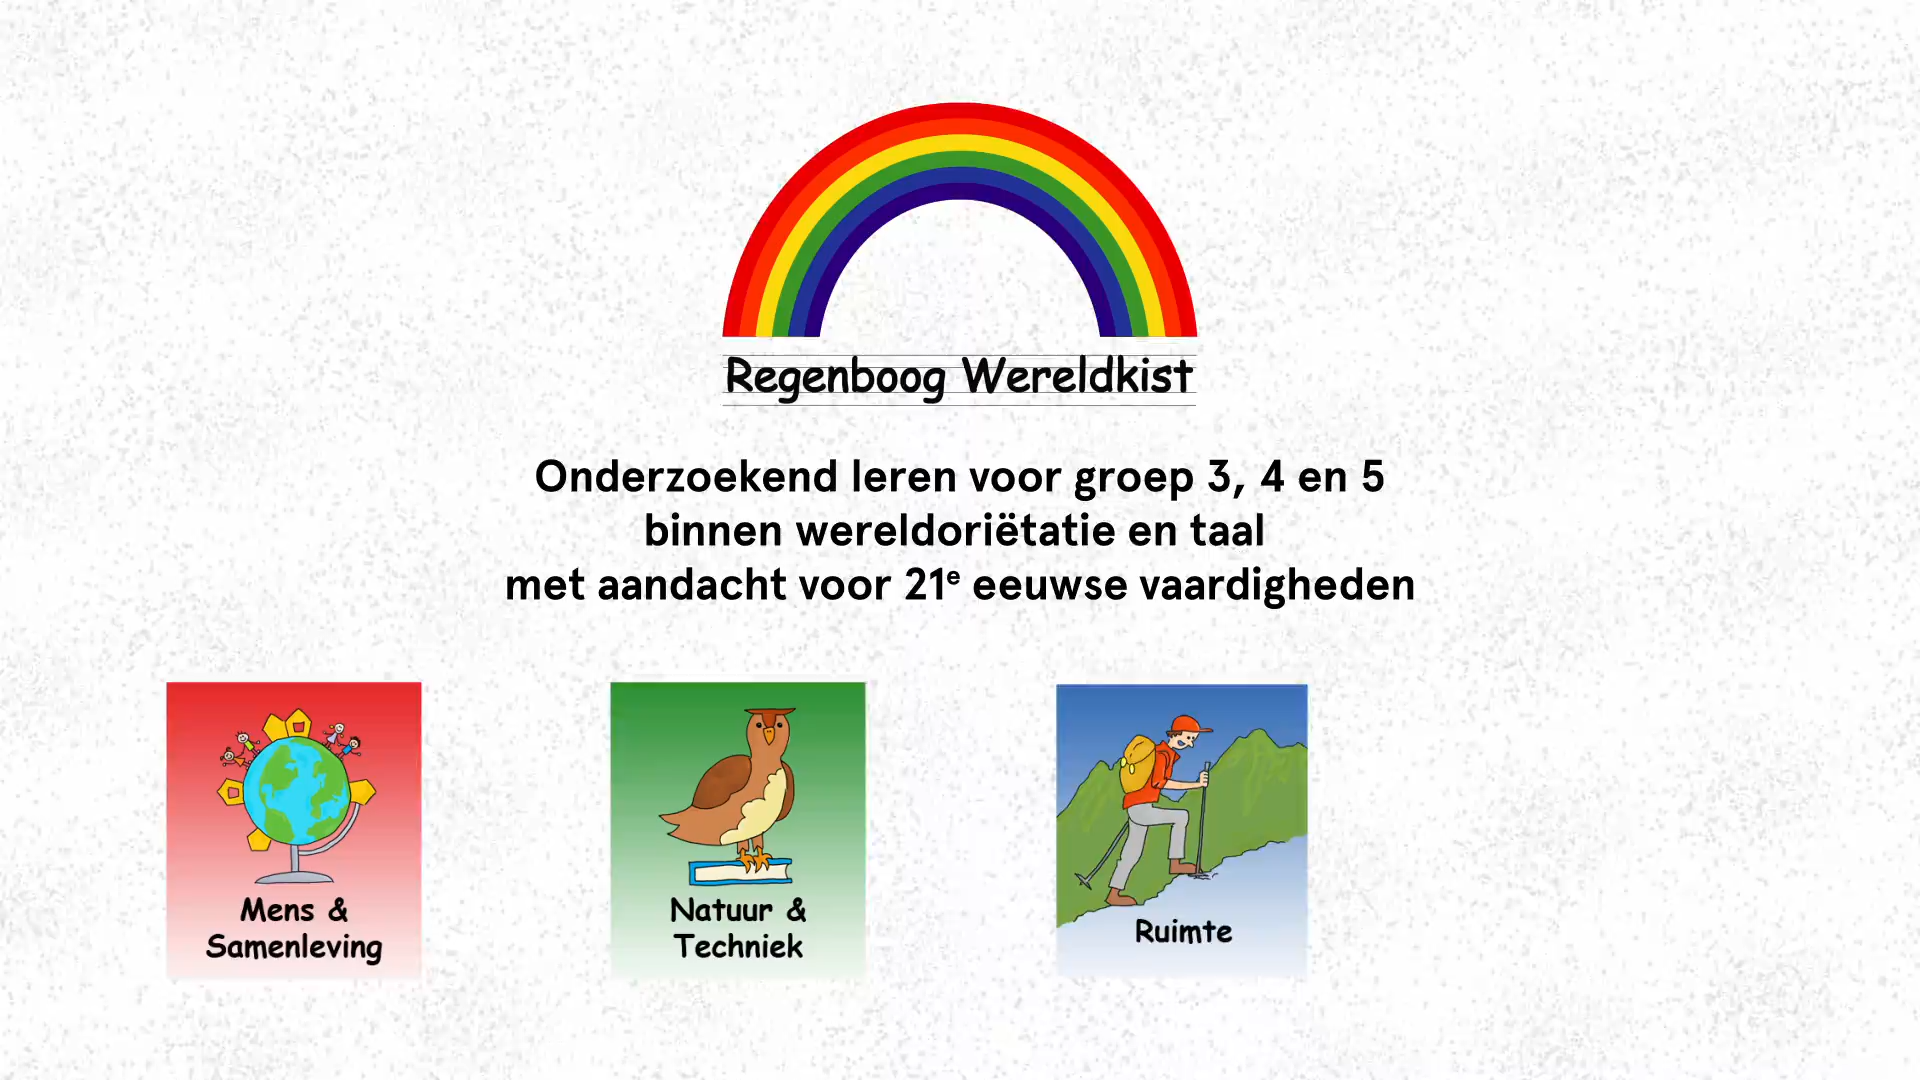 Regenboog Wereldkist
Onderzoekend leren voor groep 3, 4 en 5
binnen wereldoriëtatie en taal
met aandacht voor 21ᵉ eeuwse vaardigheden
Mens &
Samenleving
Natuur &
Techniek
Ruimte